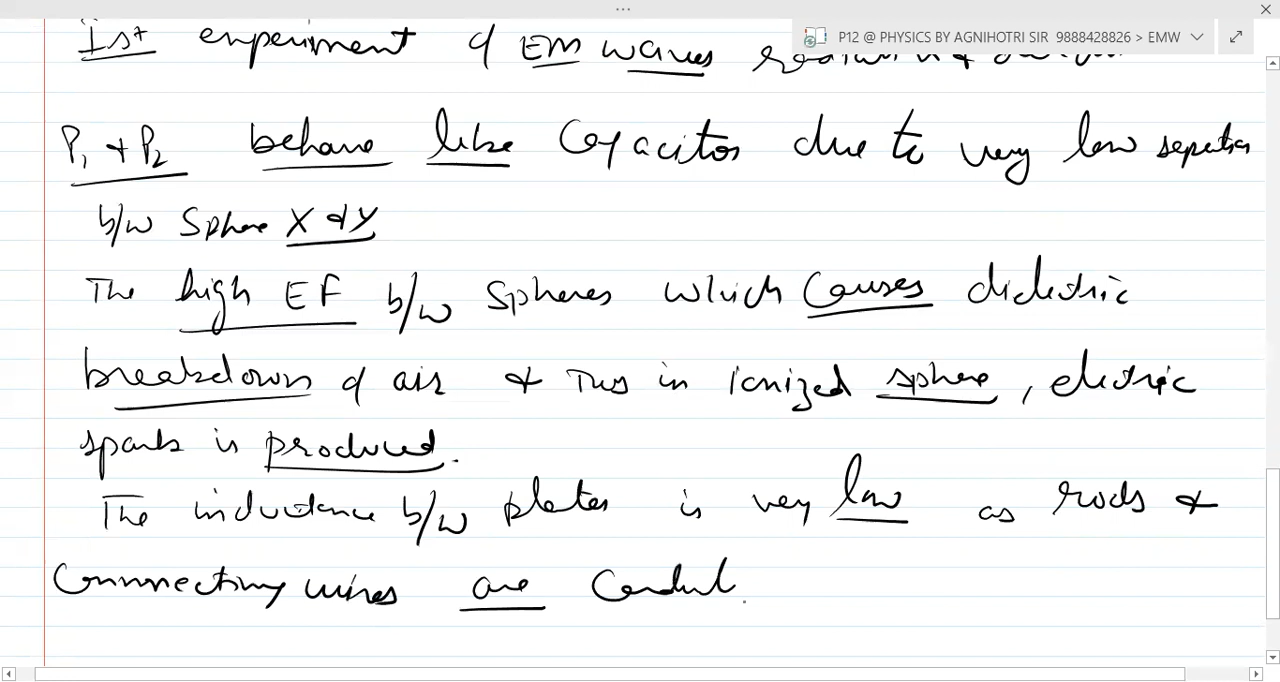 P12 @ PHYSICS BY AGNIHOTRI SIR 9888428826 > EMW
Ist experiment of EM waves
P1 & P2 behave like Capacitor due to very low sepration
b/w Sphere X & Y
The high EF b/w Spheres which Causes dielectric
breakdown of air & Thus in Ionized sphere, electric
spark is produced.
The inductance b/w plates is very low as rods &
Connecting wires are Conduct